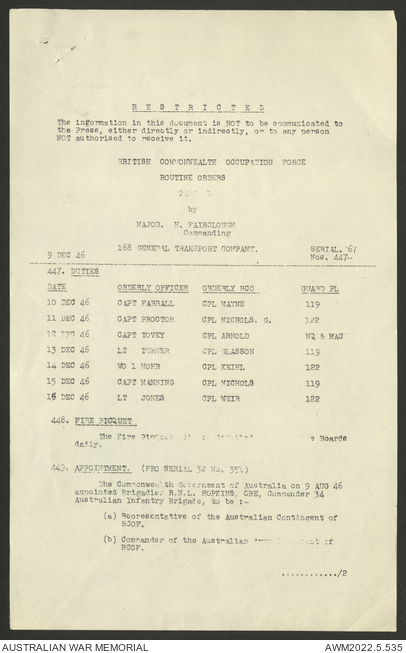 R E S T R I C T E D
The information in this document is NOT to be communicated to
the Press, either directly or indirectly, or to any person
NOT authorised to receive it.
BRITISH COMMONWEALTH OCCUPATION FORCE
ROUTINE ORDERS
by
MAJOR. H. FAIRCLOUGH
Commanding
168 GENERAL TRANSPORT COMPANY.
SERIAL. 67
9 DEC 46
Nos. 447-
447. DUTIES
DATE ORDERLY OFFICER ORDERLY NCO GUARD PL
10 DEC 46 CAPT FARRALL CPL MAYNE 119
11 DEC 46 CAPT PROCTOR CPL NICHOLS. G. 122
12 DEC 46 CAPT TOVEY CPL ARNOLD HQ & MAC
13 DEC 46 LT TURNER CPL GLASSON 119
14 DEC 46 WO 1 MOHR CPL KEIHL 122
15 DEC 46 CAPT MANNING CPL NICHOLS 119
16 DEC 46 LT JONES CPL WEIR 122
448. FIRE PICQUET
The Fire Boards
daily.
449. APPOINTMENT. (FRO SERIAL 32 No. 351)
The Commonwealth Government of Australia on 9 AUG 46
appointed Brigadier R.N.L. HOPKINS, CBE, Commander 34
Australian Infantry Brigade, to be :-
(a) Representative of the Australian Contingent of
BCOF.
(b) Commander of the Australian of
BCOF.
............/2
AUSTRALIAN WAR MEMORIAL
AWM2022.5.535